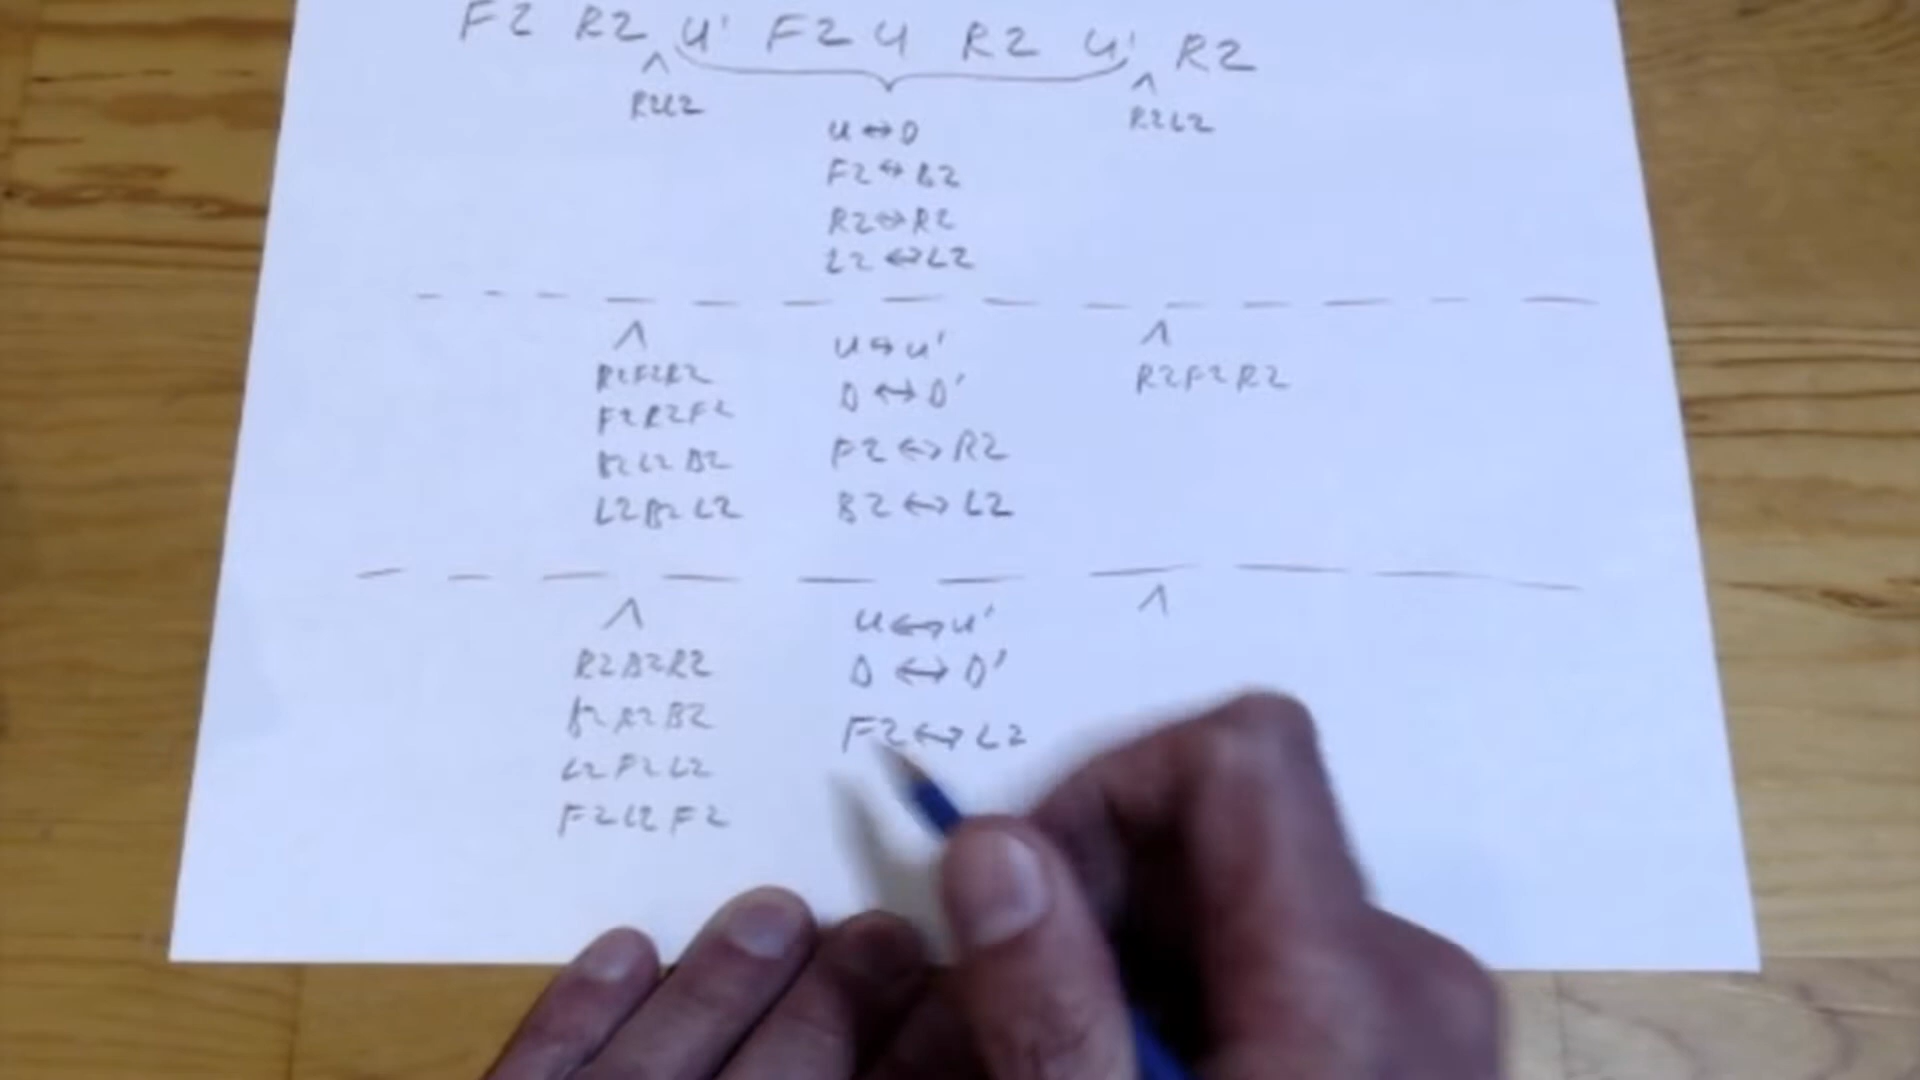 F2 R2 U' F2 U R2 U' R2
^ ^
R2L2 R2L2
U ↔ D
F2 ↔ B2
R2 ↔ R2
L2 ↔ L2
^ U ↔ U' ^
R2F2R2 D ↔ D' R2F2R2
F2R2F2 F2 ↔ R2
B2L2B2 B2 ↔ L2
L2B2L2
^ U ↔ U' ^
R2B2R2 D ↔ D'
B2R2B2 F2 ↔ L2
L2F2L2
F2L2F2